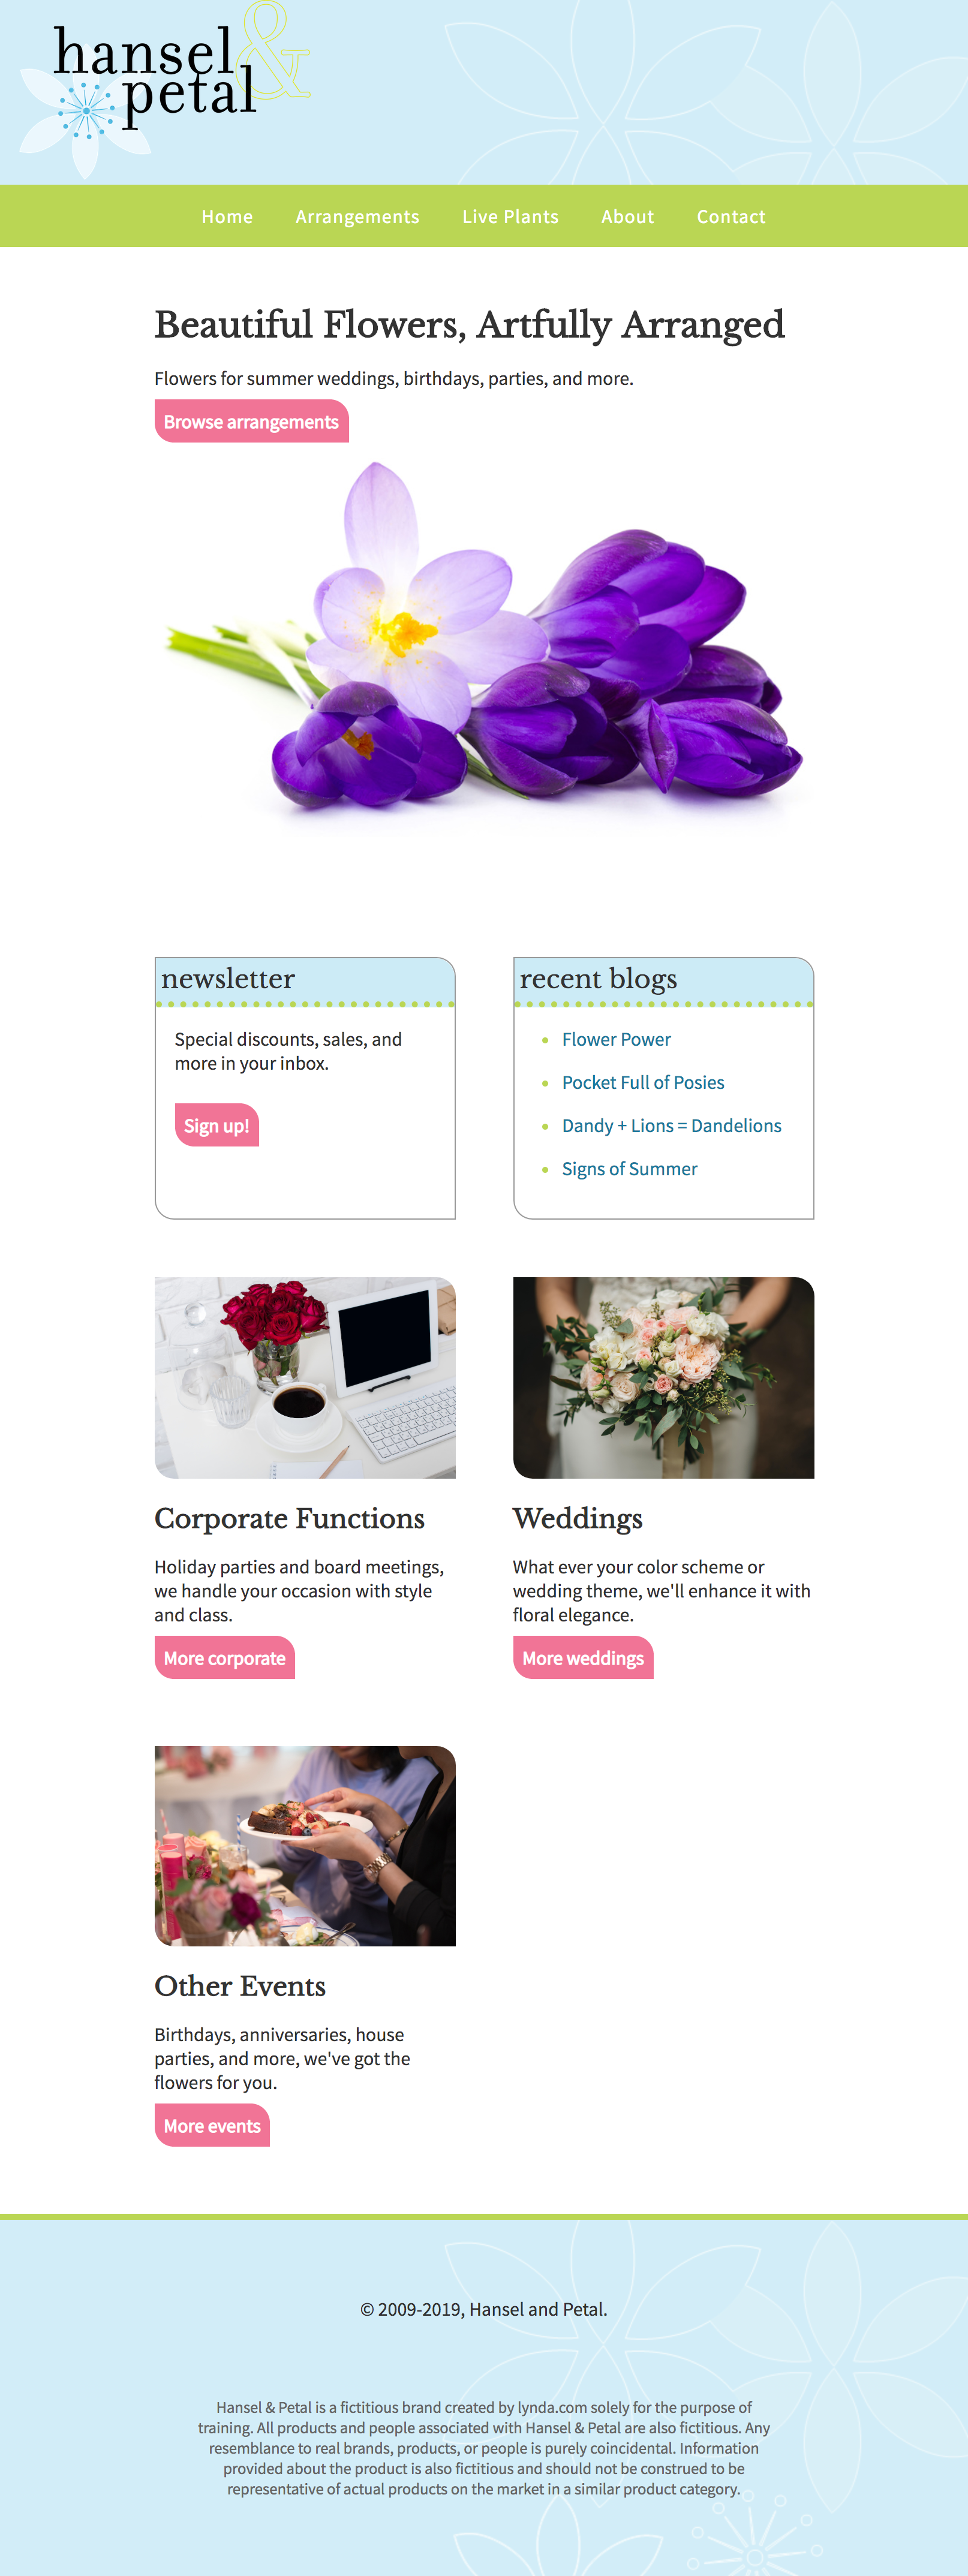 hansel &
petal
Home Arrangements Live Plants About Contact
Beautiful Flowers, Artfully Arranged
Flowers for summer weddings, birthdays, parties, and more.
Browse arrangements
newsletter
Special discounts, sales, and
more in your inbox.
Sign up!
recent blogs
Flower Power
Pocket Full of Posies
Dandy + Lions = Dandelions
Signs of Summer
Corporate Functions
Holiday parties and board meetings,
we handle your occasion with style
and class.
More corporate
Weddings
What ever your color scheme or
wedding theme, we'll enhance it with
floral elegance.
More weddings
Other Events
Birthdays, anniversaries, house
parties, and more, we've got the
flowers for you.
More events
© 2009-2019, Hansel and Petal.
Hansel & Petal is a fictitious brand created by lynda.com solely for the purpose of
training. All products and people associated with Hansel & Petal are also fictitious. Any
resemblance to real brands, products, or people is purely coincidental. Information
provided about the product is also fictitious and should not be construed to be
representative of actual products on the market in a similar product category.